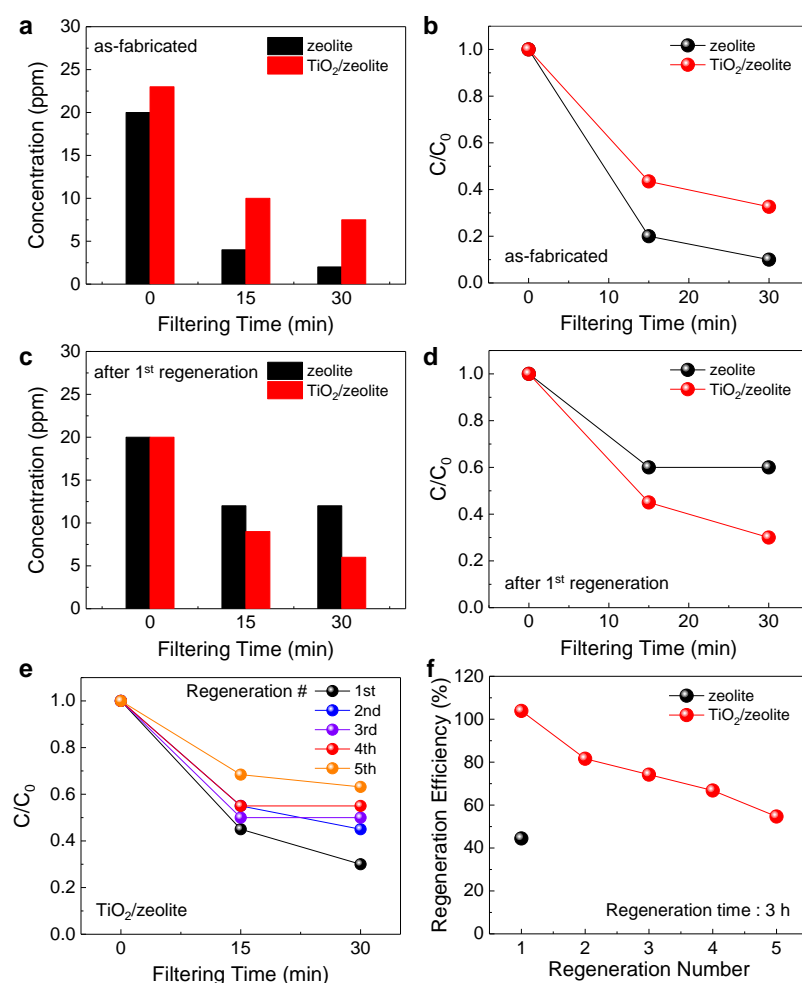 a
as-fabricated
zeolite
TiO₂/zeolite
Concentration (ppm)
30
25
20
15
10
5
0
0 15 30
Filtering Time (min)
b
zeolite
TiO₂/zeolite
C/C₀
1.0
0.8
0.6
0.4
0.2
0.0
as-fabricated
0 10 20 30
Filtering Time (min)
c
after 1ˢᵗ regeneration
zeolite
TiO₂/zeolite
Concentration (ppm)
30
25
20
15
10
5
0
0 15 30
Filtering Time (min)
d
zeolite
TiO₂/zeolite
C/C₀
1.0
0.8
0.6
0.4
0.2
0.0
after 1ˢᵗ regeneration
0 10 20 30
Filtering Time (min)
e
Regeneration #
1st
2nd
3rd
4th
5th
C/C₀
1.0
0.8
0.6
0.4
0.2
0.0
TiO₂/zeolite
0 15 30
Filtering Time (min)
f
zeolite
TiO₂/zeolite
Regeneration Efficiency (%)
120
100
80
60
40
20
0
Regeneration time : 3 h
1 2 3 4 5
Regeneration Number